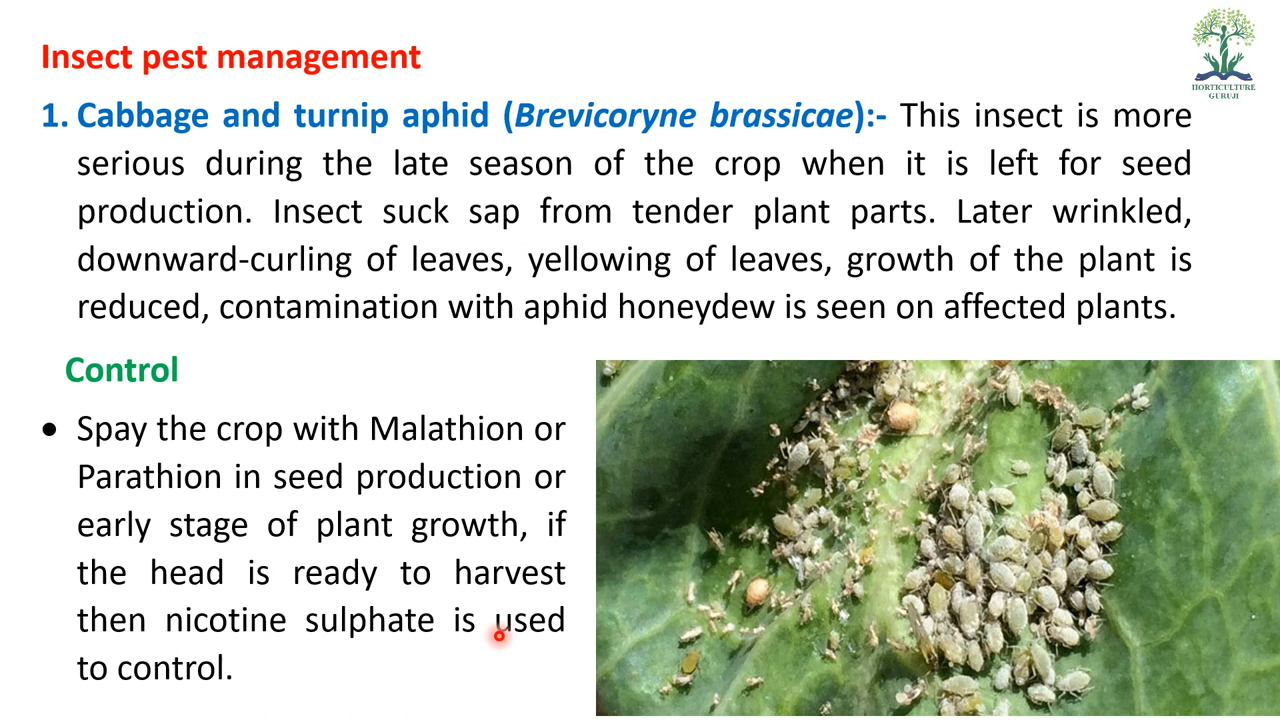 HORTICULTURE
GURUJI
Insect pest management
1. Cabbage and turnip aphid (Brevicoryne brassicae):- This insect is more
serious during the late season of the crop when it is left for seed
production. Insect suck sap from tender plant parts. Later wrinkled,
downward-curling of leaves, yellowing of leaves, growth of the plant is
reduced, contamination with aphid honeydew is seen on affected plants.
Control
• Spay the crop with Malathion or
Parathion in seed production or
early stage of plant growth, if
the head is ready to harvest
then nicotine sulphate is used
to control.